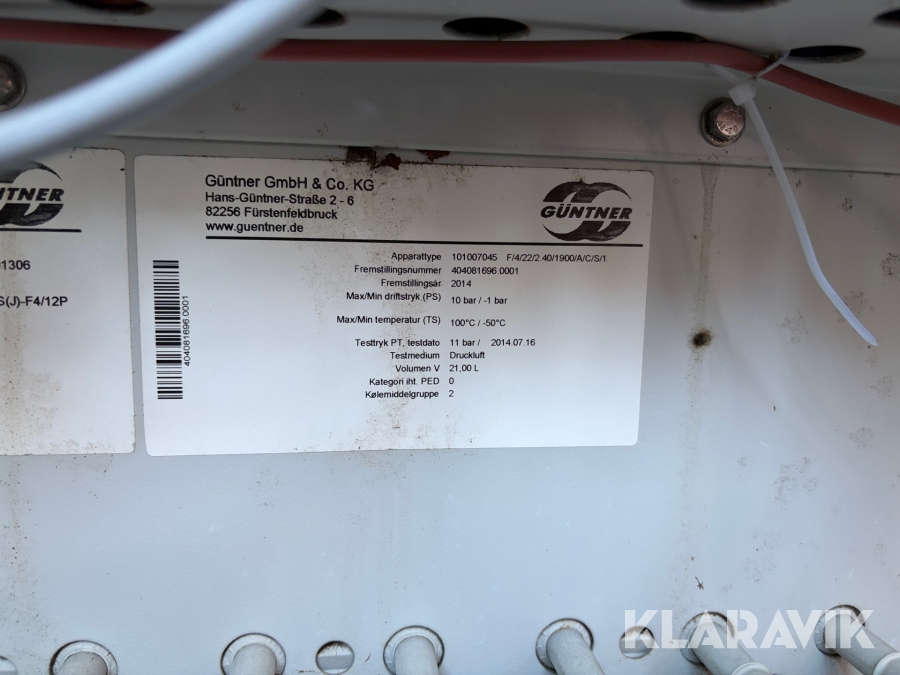 NTNER
1306
S(J)-F4/12P
404081696.0001
Güntner GmbH & Co. KG
Hans-Güntner-Straße 2 - 6
82256 Fürstenfeldbruck
www.guentner.de
GÜNTNER
Apparattype 101007045 F/4/22/2.40/1900/A/C/S/1
Fremstillingsnummer 404081696.0001
Fremstillingsår 2014
Max/Min driftstryk (PS) 10 bar / -1 bar
Max/Min temperatur (TS) 100°C / -50°C
Testtryk PT, testdato 11 bar / 2014.07.16
Testmedium Druckluft
Volumen V 21,00 L
Kategori iht. PED 0
Kølemiddelgruppe 2
KLARAVIK